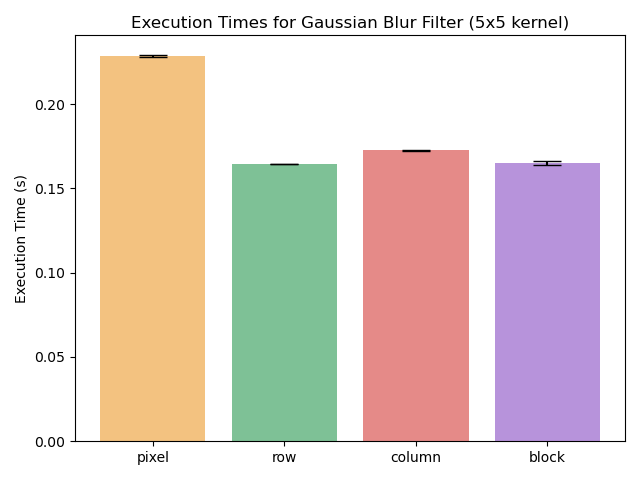 Execution Times for Gaussian Blur Filter (5x5 kernel)
Execution Time (s)
0.20
0.15
0.10
0.05
0.00
pixel
row
column
block